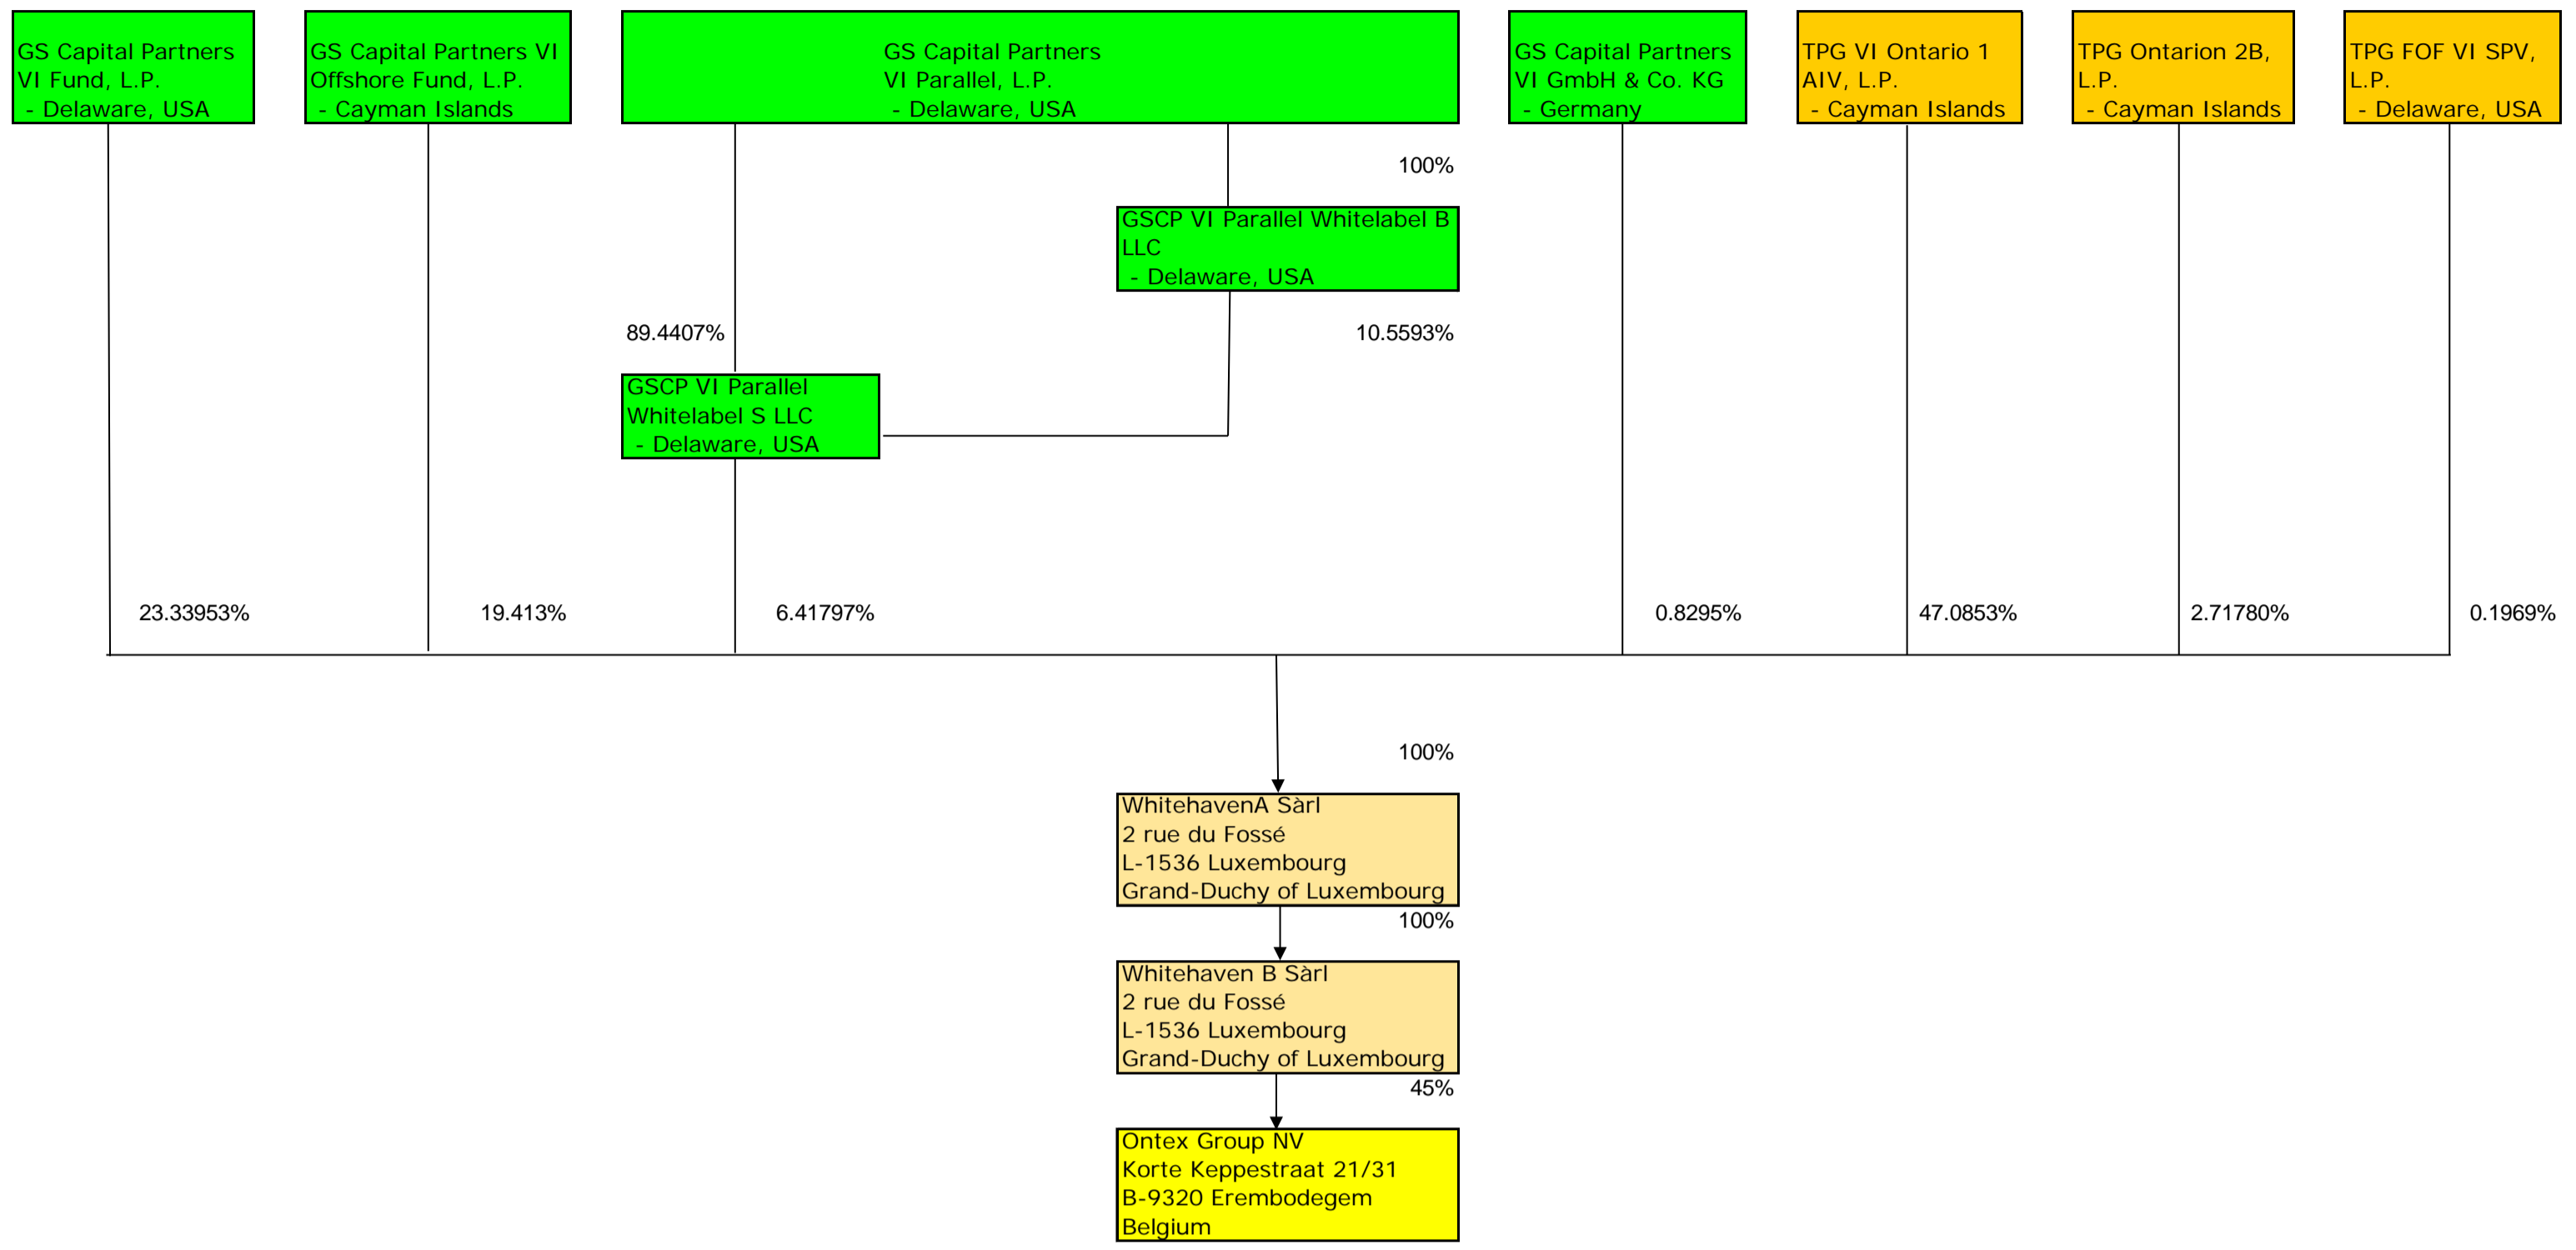 GS Capital Partners
VI Fund, L.P.
- Delaware, USA
GS Capital Partners VI
Offshore Fund, L.P.
- Cayman Islands
GS Capital Partners
VI Parallel, L.P.
- Delaware, USA
GS Capital Partners
VI GmbH & Co. KG
- Germany
TPG VI Ontario 1
AIV, L.P.
- Cayman Islands
TPG Ontarion 2B,
L.P.
- Cayman Islands
TPG FOF VI SPV,
L.P.
- Delaware, USA
100%
GSCP VI Parallel Whitelabel B
LLC
- Delaware, USA
89.4407%
10.5593%
GSCP VI Parallel
Whitelabel S LLC
- Delaware, USA
23.33953%
19.413%
6.41797%
0.8295%
47.0853%
2.71780%
0.1969%
100%
WhitehavenA Sàrl
2 rue du Fossé
L-1536 Luxembourg
Grand-Duchy of Luxembourg
100%
Whitehaven B Sàrl
2 rue du Fossé
L-1536 Luxembourg
Grand-Duchy of Luxembourg
45%
Ontex Group NV
Korte Keppestraat 21/31
B-9320 Erembodegem
Belgium